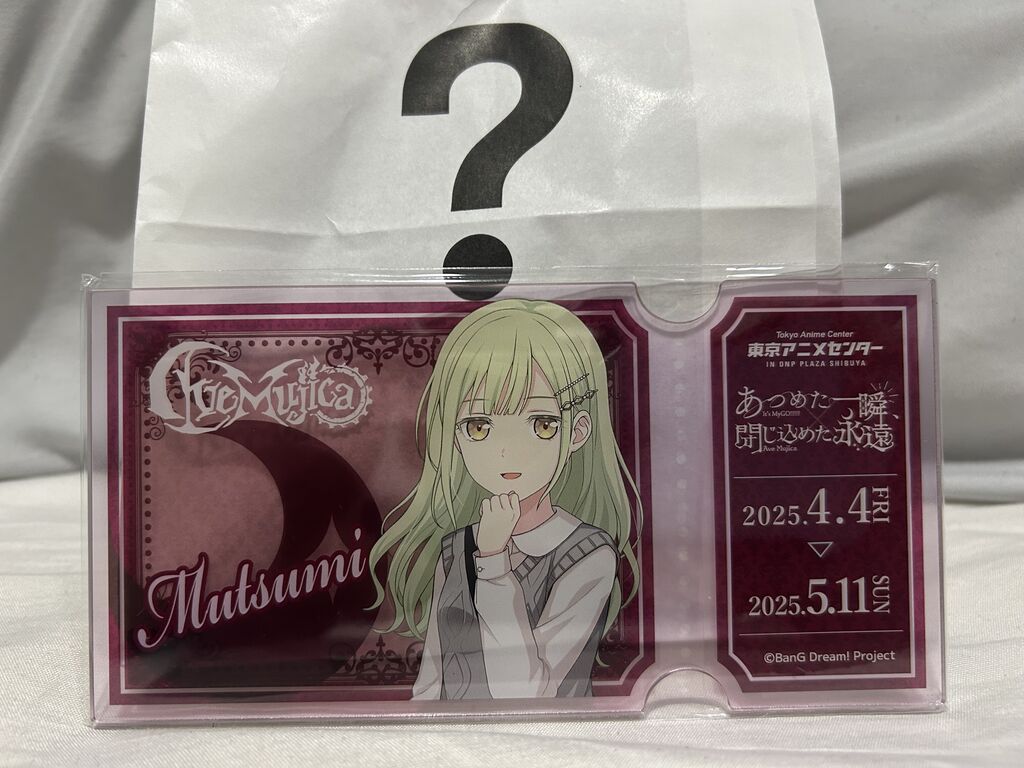 ?
Ave Mujica
Mutsumi
Tokyo Anime Center
東京アニメセンター
IN DNP PLAZA SHIBUYA
あつめた一瞬、
It's MyGO!!!!!
閉じ込めた永遠
Ave Mujica
2025.4.4 FRI
▽
2025.5.11 SUN
©BanG Dream! Project